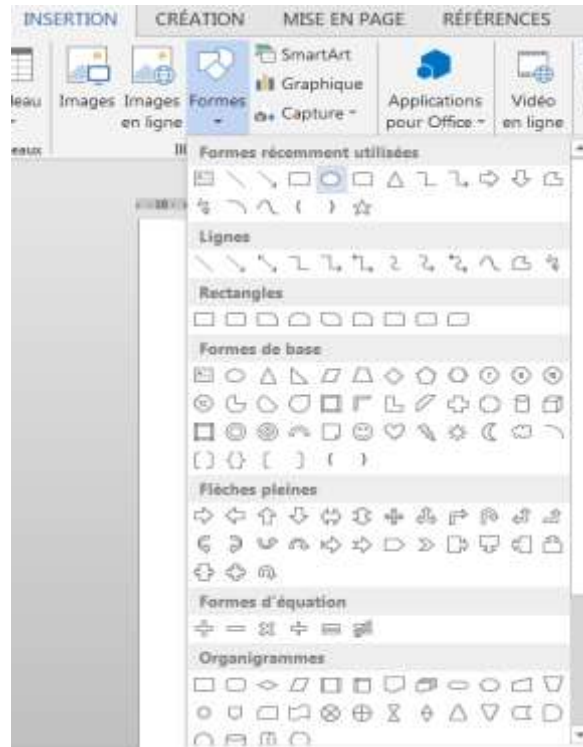 INSERTION CRÉATION MISE EN PAGE RÉFÉRENCES
SmartArt
Graphique
Capture
Images Images en ligne Formes
Applications pour Office
Vidéo en ligne
Formes récemment utilisées
Lignes
Rectangles
Formes de base
Flèches pleines
Formes d'équation
Organigrammes